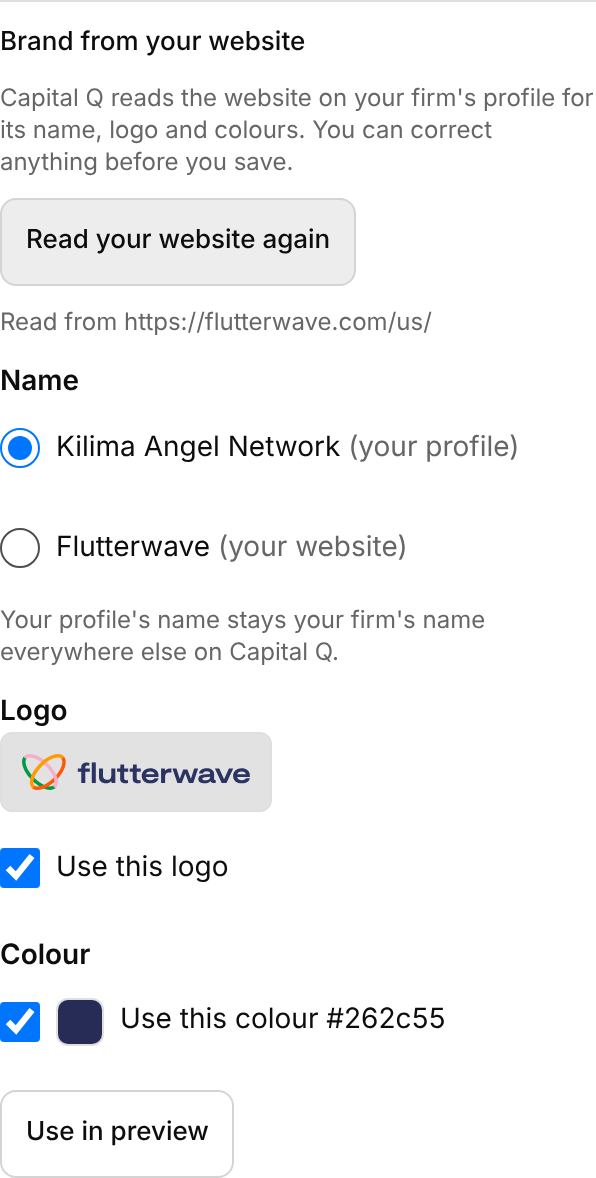 Brand from your website
Capital Q reads the website on your firm's profile for
its name, logo and colours. You can correct
anything before you save.
Read your website again
Read from https://flutterwave.com/us/
Name
Kilima Angel Network (your profile)
Flutterwave (your website)
Your profile's name stays your firm's name
everywhere else on Capital Q.
Logo
flutterwave
Use this logo
Colour
Use this colour #262c55
Use in preview